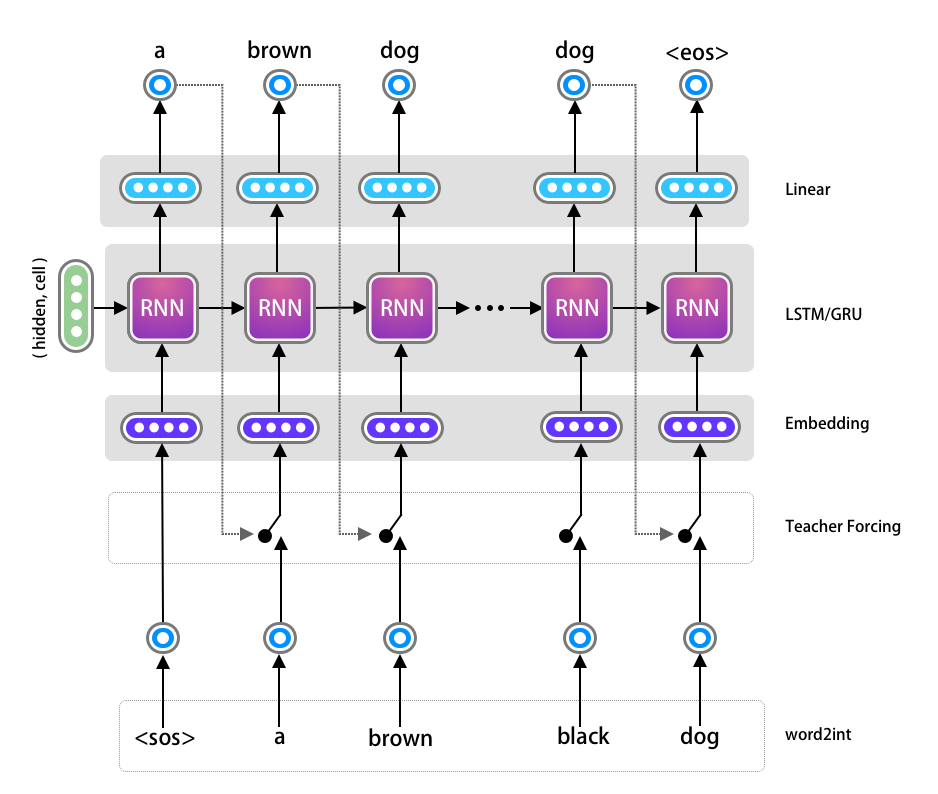 a brown dog dog <eos>
Linear
( hidden, cell )
RNN RNN RNN RNN RNN
LSTM/GRU
Embedding
Teacher Forcing
<sos> a brown black dog
word2int